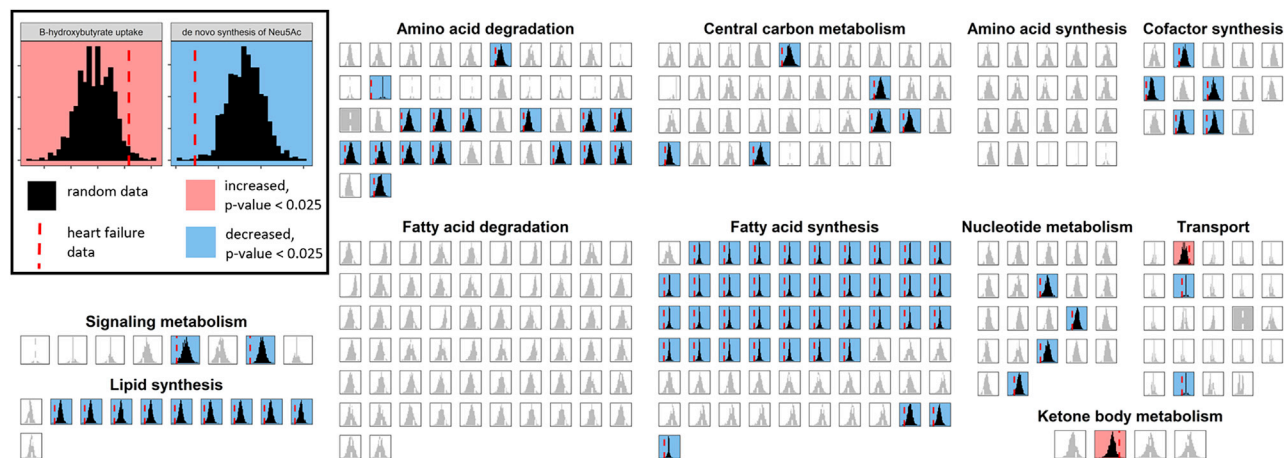 B-hydroxybutyrate uptake
de novo synthesis of Neu5Ac
random data
increased,
p-value < 0.025
heart failure
data
decreased,
p-value < 0.025
Amino acid degradation
Central carbon metabolism
Amino acid synthesis
Cofactor synthesis
Fatty acid degradation
Fatty acid synthesis
Nucleotide metabolism
Transport
Signaling metabolism
Lipid synthesis
Ketone body metabolism